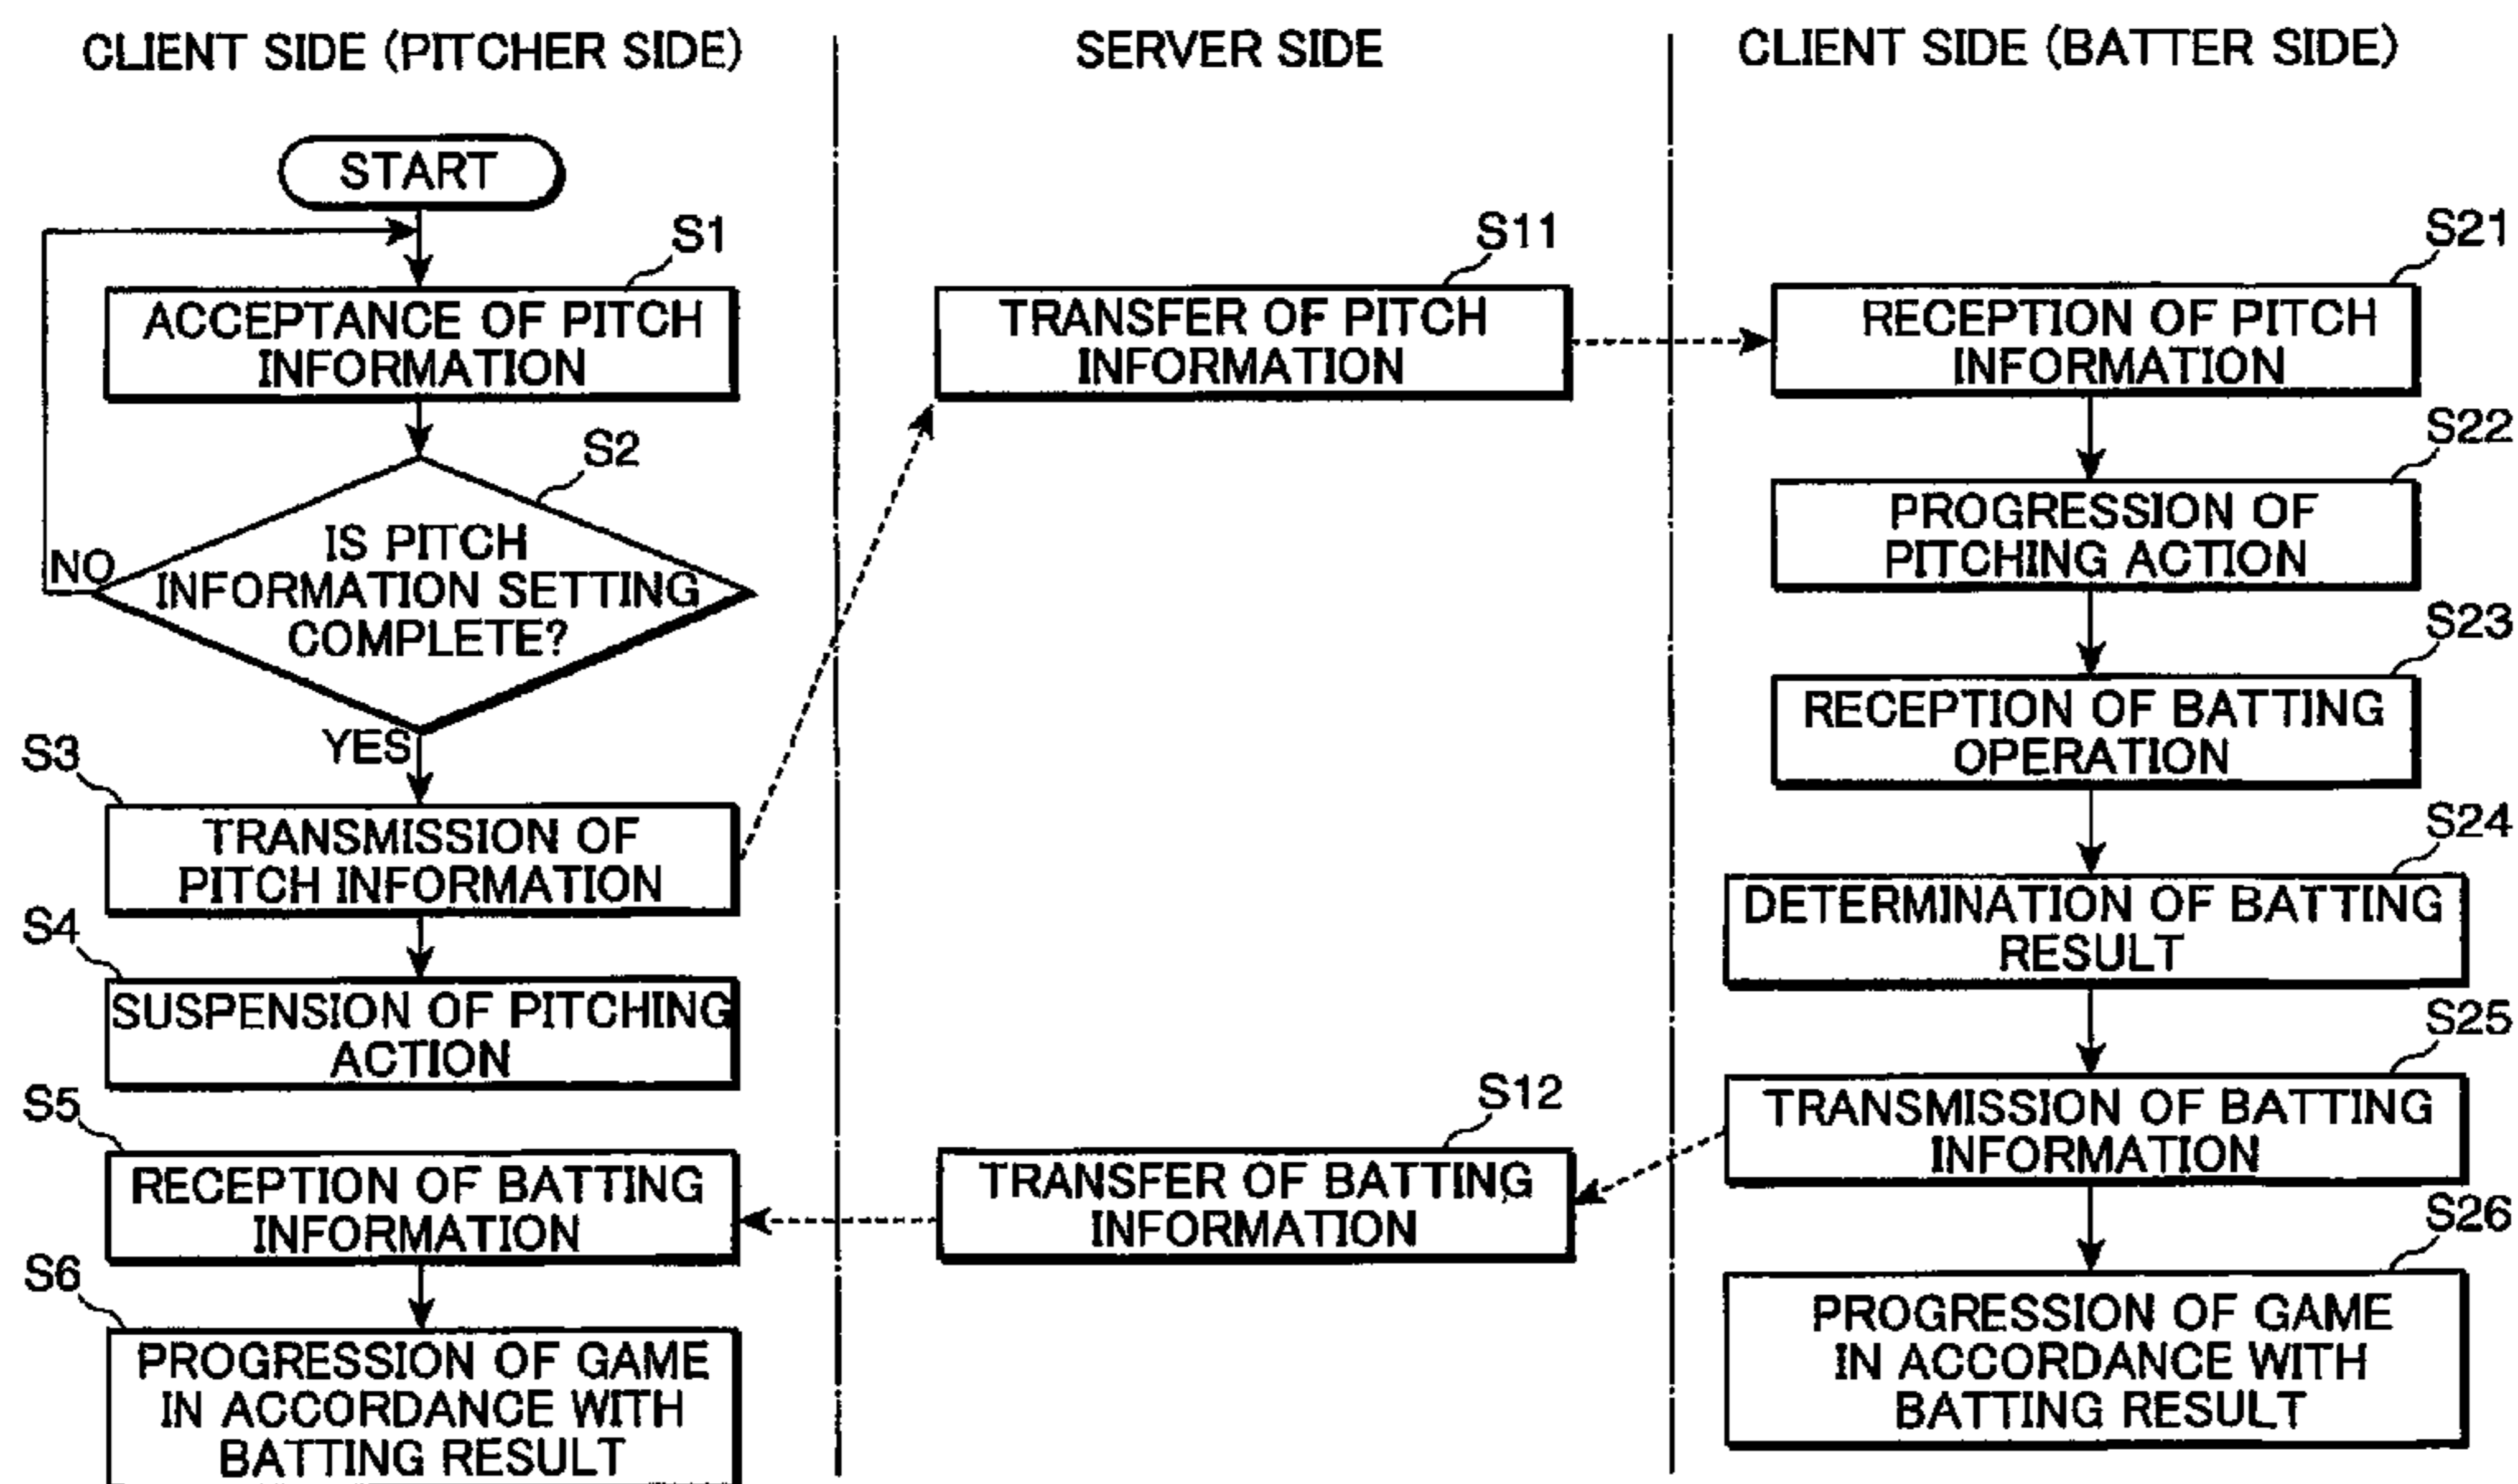 CLIENT SIDE (PITCHER SIDE)
START
S1
ACCEPTANCE OF PITCH
INFORMATION
S2
IS PITCH
INFORMATION SETTING
COMPLETE?
NO
YES
S3
TRANSMISSION OF
PITCH INFORMATION
S4
SUSPENSION OF PITCHING
ACTION
S5
RECEPTION OF BATTING
INFORMATION
S6
PROGRESSION OF GAME
IN ACCORDANCE WITH
BATTING RESULT
SERVER SIDE
S11
TRANSFER OF PITCH
INFORMATION
S12
TRANSFER OF BATTING
INFORMATION
CLIENT SIDE (BATTER SIDE)
S21
RECEPTION OF PITCH
INFORMATION
S22
PROGRESSION OF
PITCHING ACTION
S23
RECEPTION OF BATTING
OPERATION
S24
DETERMINATION OF BATTING
RESULT
S25
TRANSMISSION OF BATTING
INFORMATION
S26
PROGRESSION OF GAME
IN ACCORDANCE WITH
BATTING RESULT